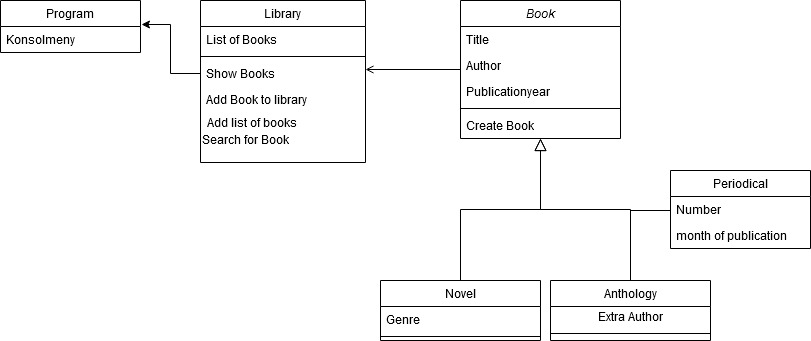 Program
Konsolmeny
Library
List of Books
Show Books
Add Book to library
Add list of books
Search for Book
Book
Title
Author
Publicationyear
Create Book
Periodical
Number
month of publication
Novel
Genre
Anthology
Extra Author